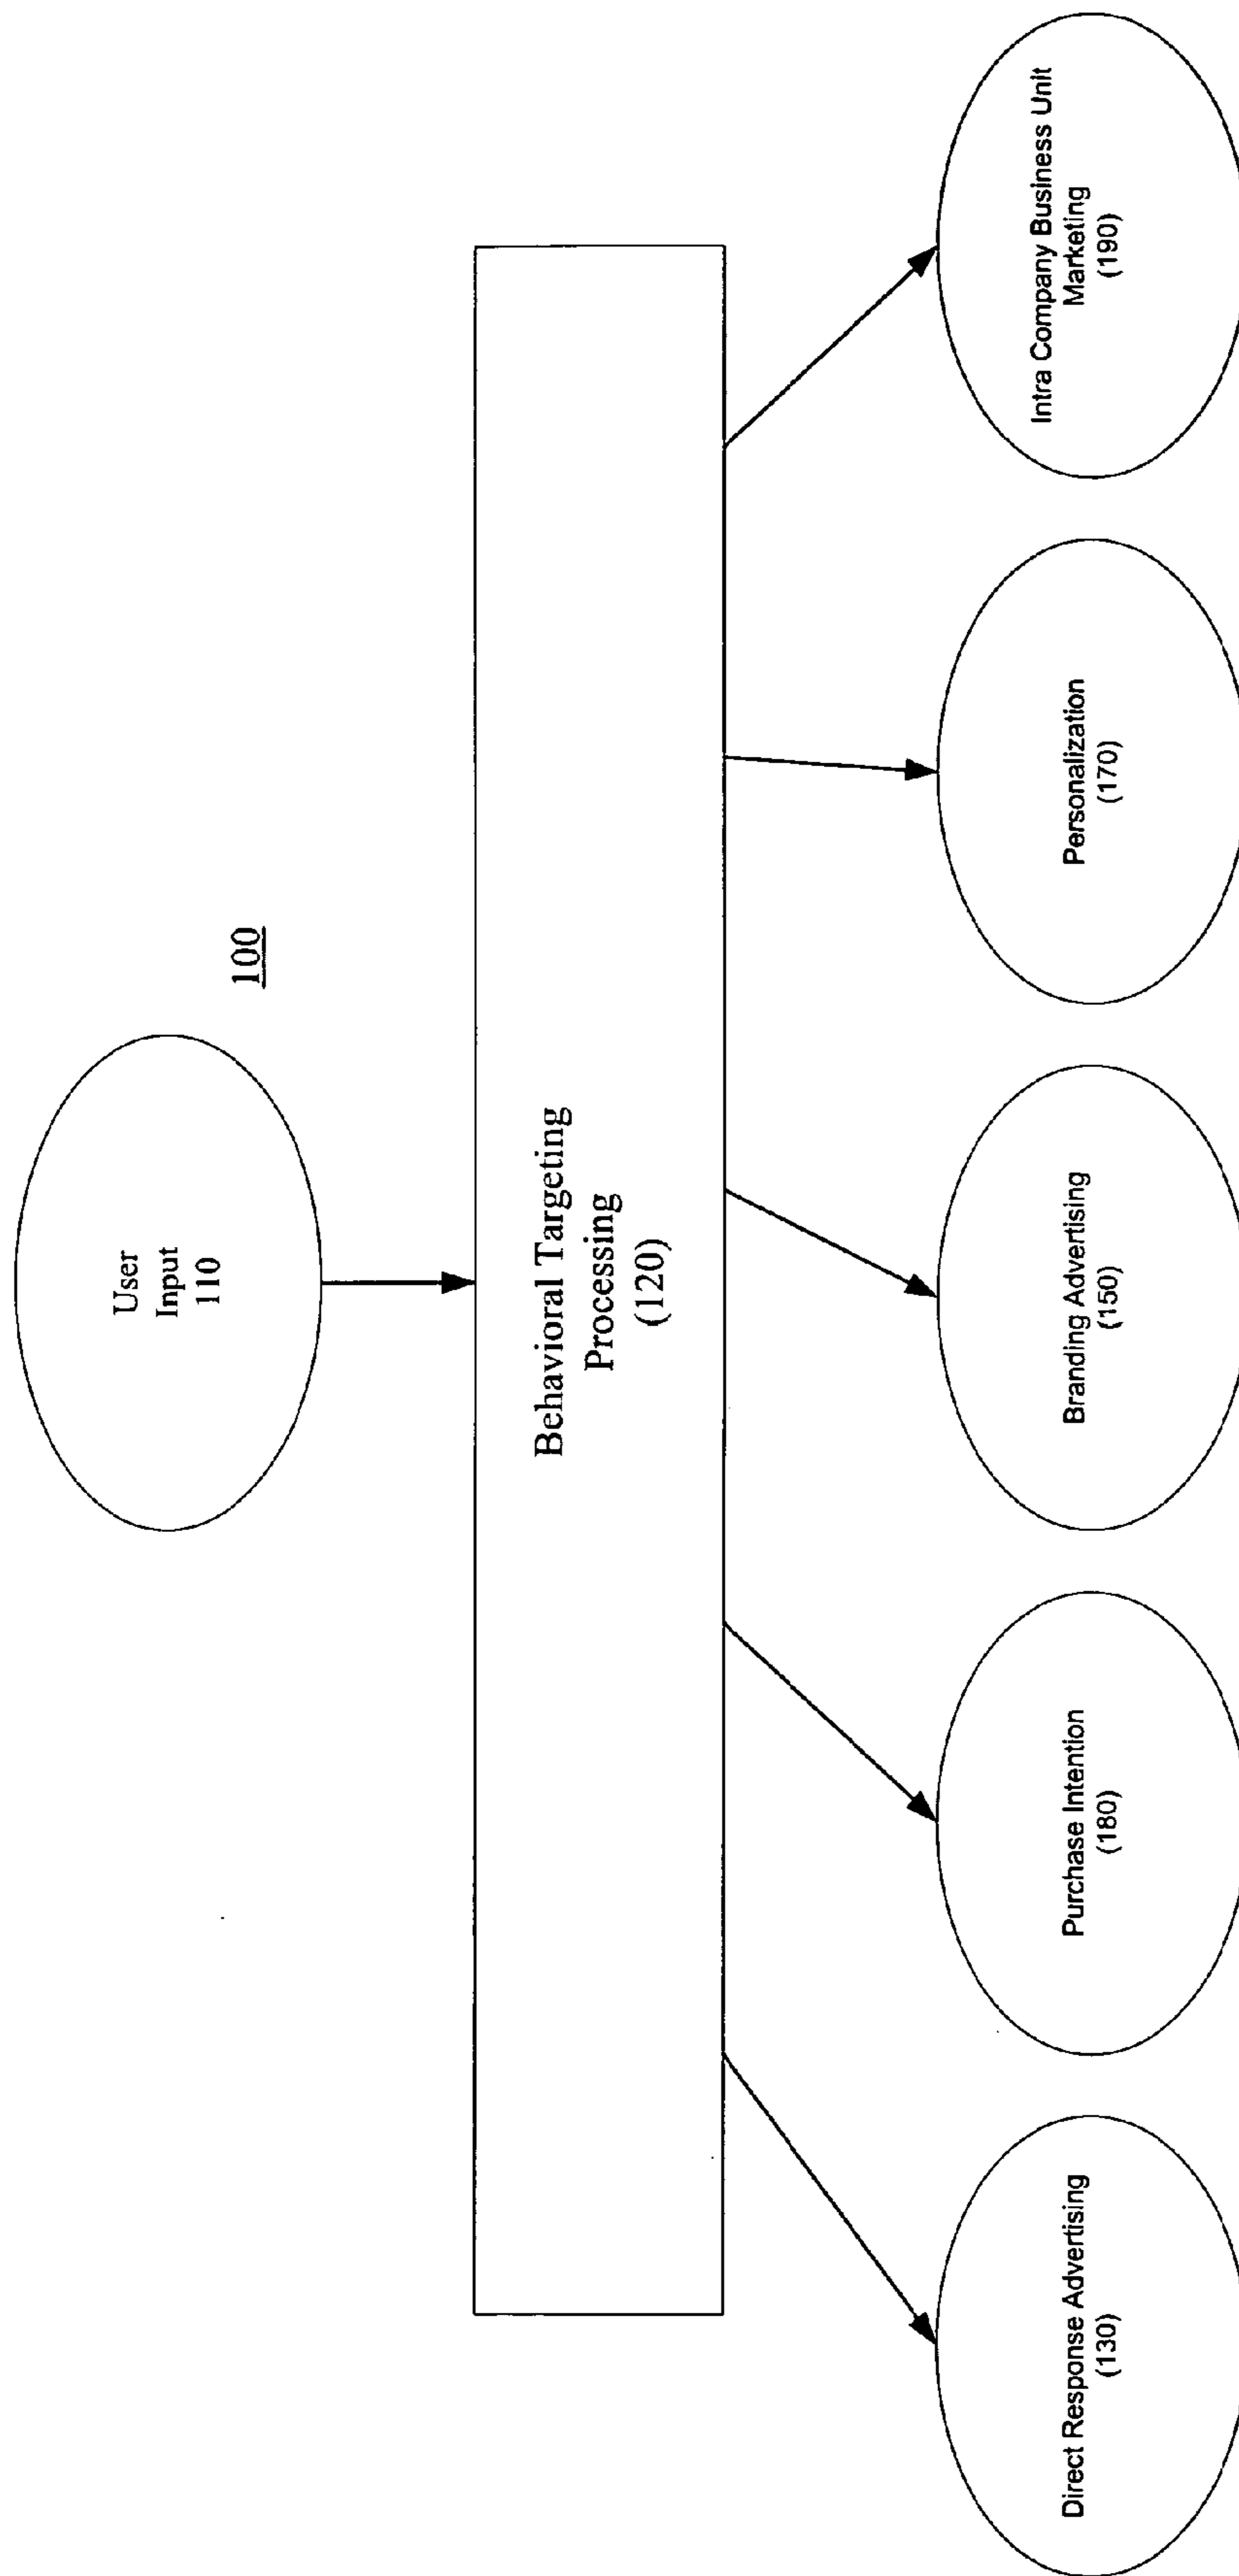 User
Input
110
100
Behavioral Targeting
Processing
(120)
Direct Response Advertising
(130)
Purchase Intention
(180)
Branding Advertising
(150)
Personalization
(170)
Intra Company Business Unit
Marketing
(190)